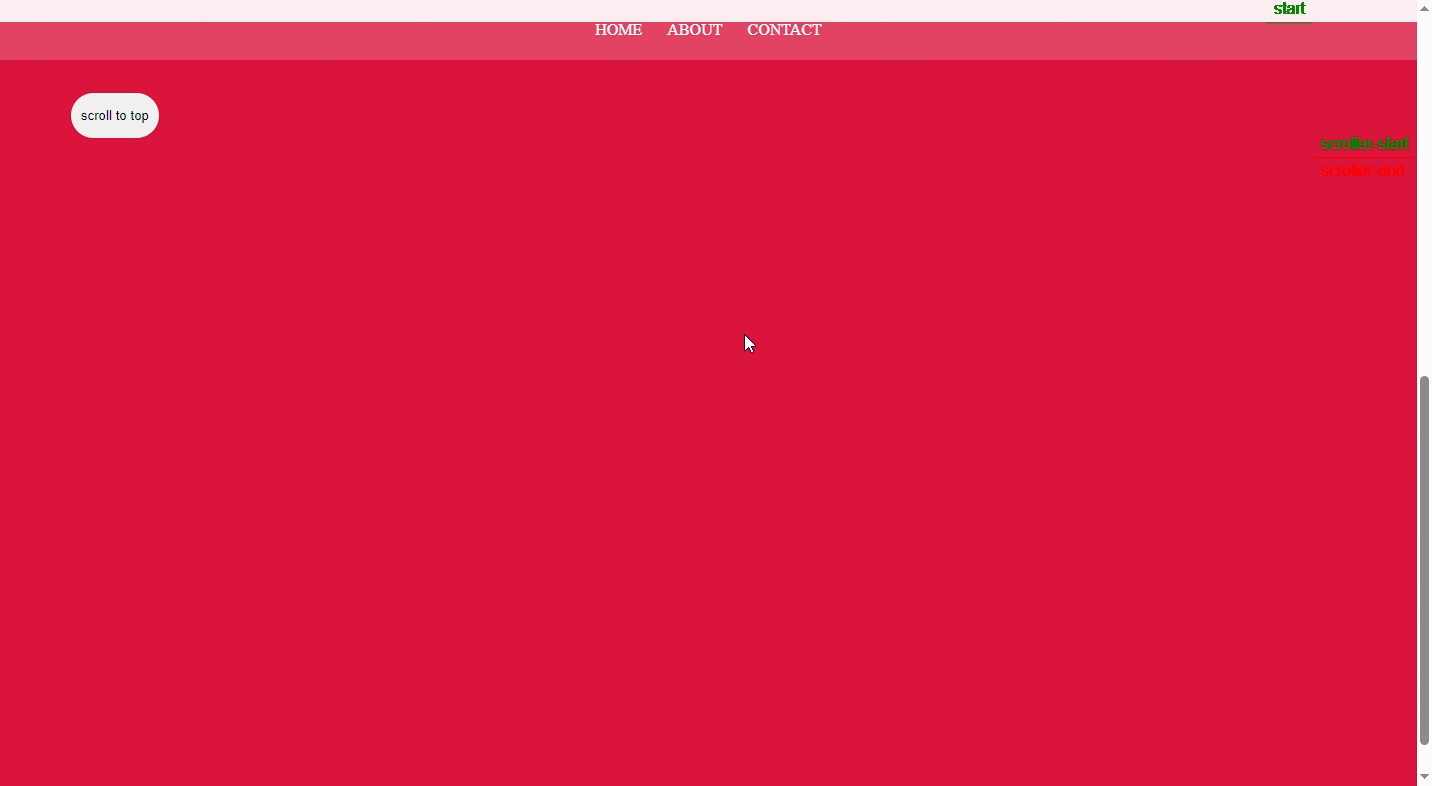 start
HOME ABOUT CONTACT
scroll to top
scroller-start
scroller-end